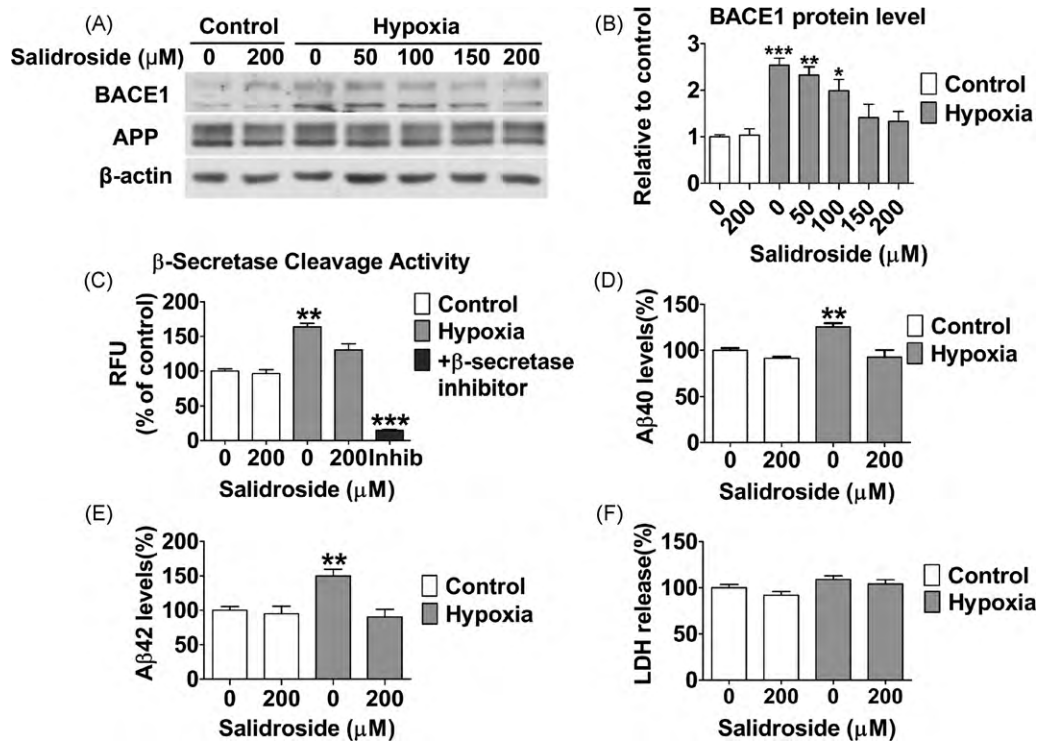 (A)
Control Hypoxia
Salidroside (μM) 0 200 0 50 100 150 200
BACE1
APP
β-actin
(B)
BACE1 protein level
Relative to control
3
2
1
0
*** ** *
0 200 0 50 100 150 200
Salidroside μM
Control
Hypoxia
(C)
β-Secretase Cleavage Activity
RFU
(% of control)
200
150
100
50
0
** ***
0 200 0 200 Inhib
Salidroside (μM)
Control
Hypoxia
+β-secretase
inhibitor
(D)
Aβ40 levels(%)
150
100
50
0
**
0 200 0 200
Salidroside (μM)
Control
Hypoxia
(E)
Aβ42 levels(%)
200
150
100
50
0
**
0 200 0 200
Salidroside (μM)
Control
Hypoxia
(F)
LDH release(%)
150
100
50
0
0 200 0 200
Salidroside (μM)
Control
Hypoxia